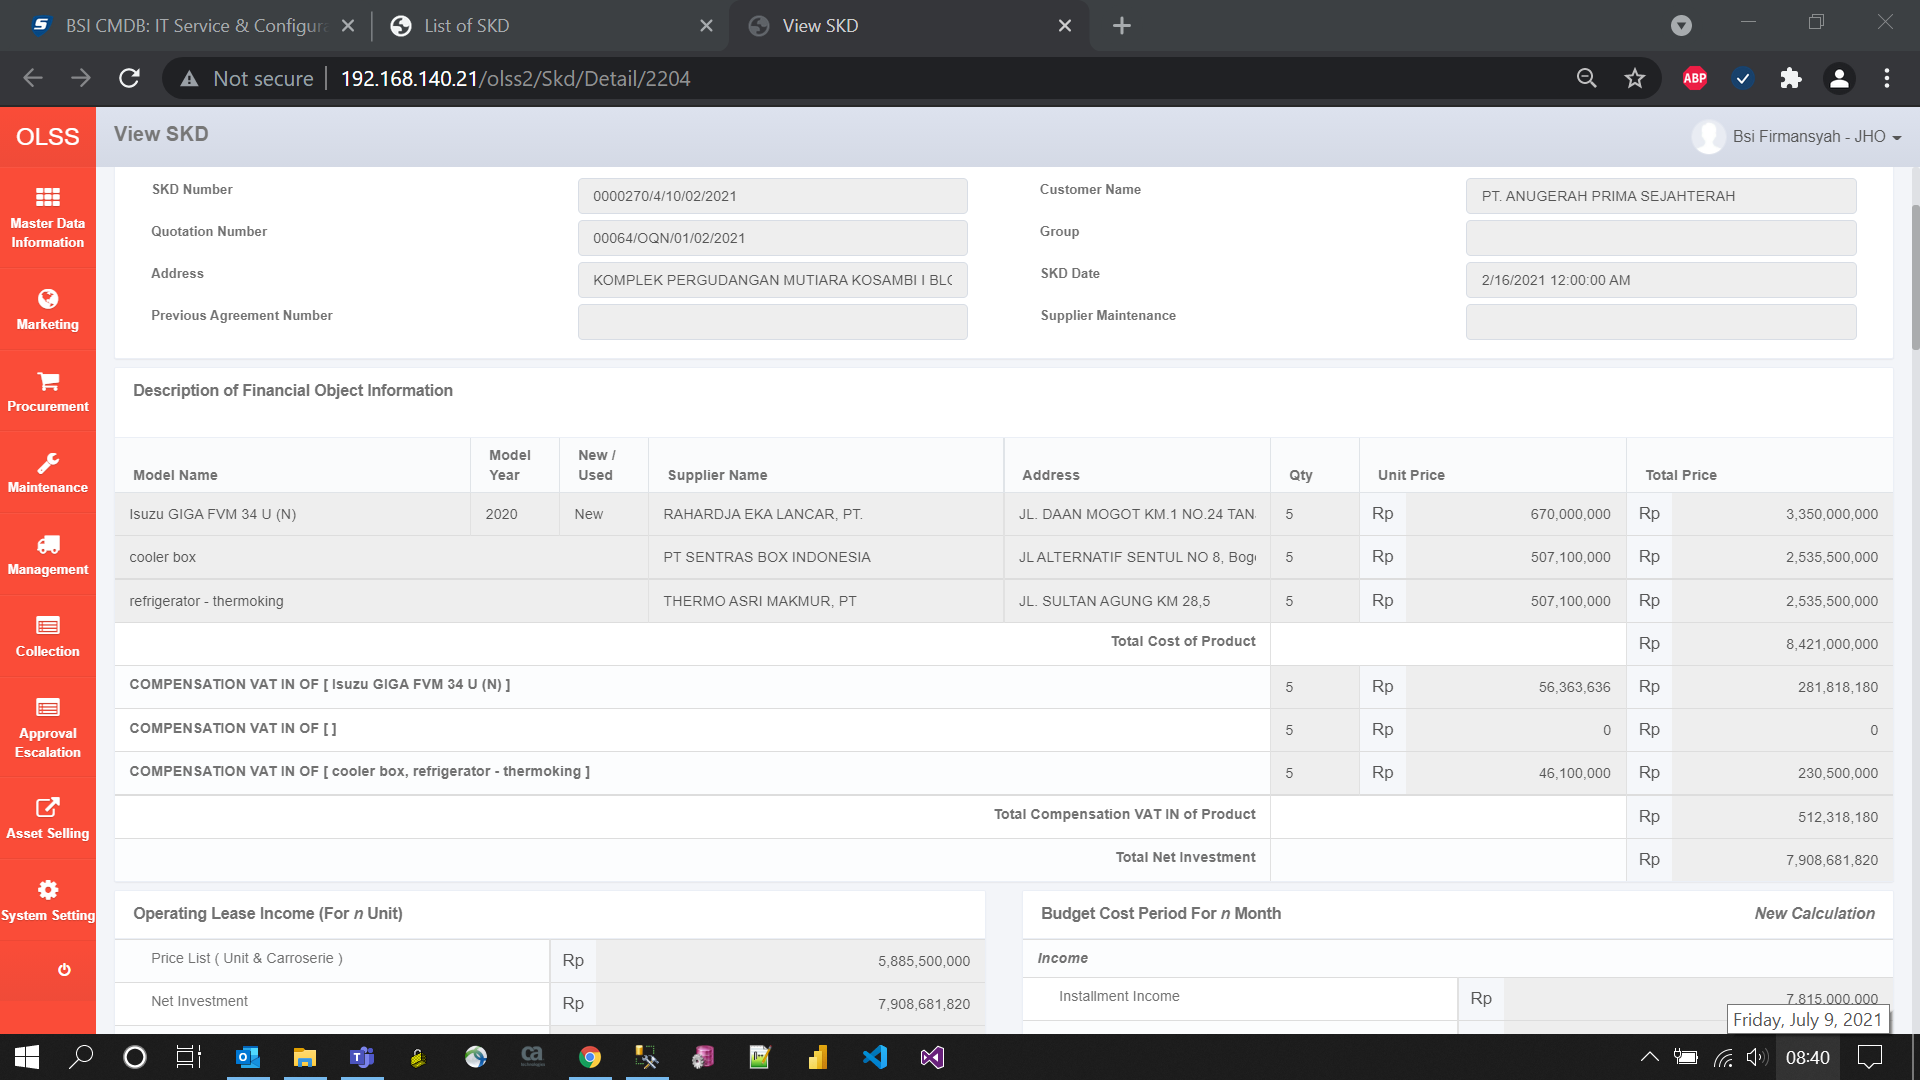 BSI CMDB: IT Service & Configura
List of SKD
View SKD
Not secure
192.168.140.21/olss2/Skd/Detail/2204
ABP
OLSS
View SKD
Bsi Firmansyah - JHO
Master Data
Information
Marketing
Procurement
Maintenance
Management
Collection
Approval
Escalation
Asset Selling
System Setting
SKD Number
0000270/4/10/02/2021
Customer Name
PT. ANUGERAH PRIMA SEJAHTERAH
Quotation Number
00064/OQN/01/02/2021
Group
Address
KOMPLEK PERGUDANGAN MUTIARA KOSAMBI I BLC
SKD Date
2/16/2021 12:00:00 AM
Previous Agreement Number
Supplier Maintenance
Description of Financial Object Information
Model Name
Model
Year
New /
Used
Supplier Name
Address
Qty
Unit Price
Total Price
Isuzu GIGA FVM 34 U (N) 2020 New RAHARDJA EKA LANCAR, PT. JL. DAAN MOGOT KM.1 NO.24 TAN 5 Rp 670,000,000 Rp 3,350,000,000
cooler box PT SENTRAS BOX INDONESIA JL ALTERNATIF SENTUL NO 8, Bogo 5 Rp 507,100,000 Rp 2,535,500,000
refrigerator - thermoking THERMO ASRI MAKMUR, PT JL. SULTAN AGUNG KM 28,5 5 Rp 507,100,000 Rp 2,535,500,000
Total Cost of Product Rp 8,421,000,000
COMPENSATION VAT IN OF [ Isuzu GIGA FVM 34 U (N) ] 5 Rp 56,363,636 Rp 281,818,180
COMPENSATION VAT IN OF [ ] 5 Rp 0 Rp 0
COMPENSATION VAT IN OF [ cooler box, refrigerator - thermoking ] 5 Rp 46,100,000 Rp 230,500,000
Total Compensation VAT IN of Product Rp 512,318,180
Total Net Investment Rp 7,908,681,820
Operating Lease Income (For n Unit)
Price List ( Unit & Carroserie ) Rp 5,885,500,000
Net Investment Rp 7,908,681,820
Budget Cost Period For n Month
New Calculation
Income
Installment Income Rp 7,815,000,000
Friday, July 9, 2021
ca
08:40